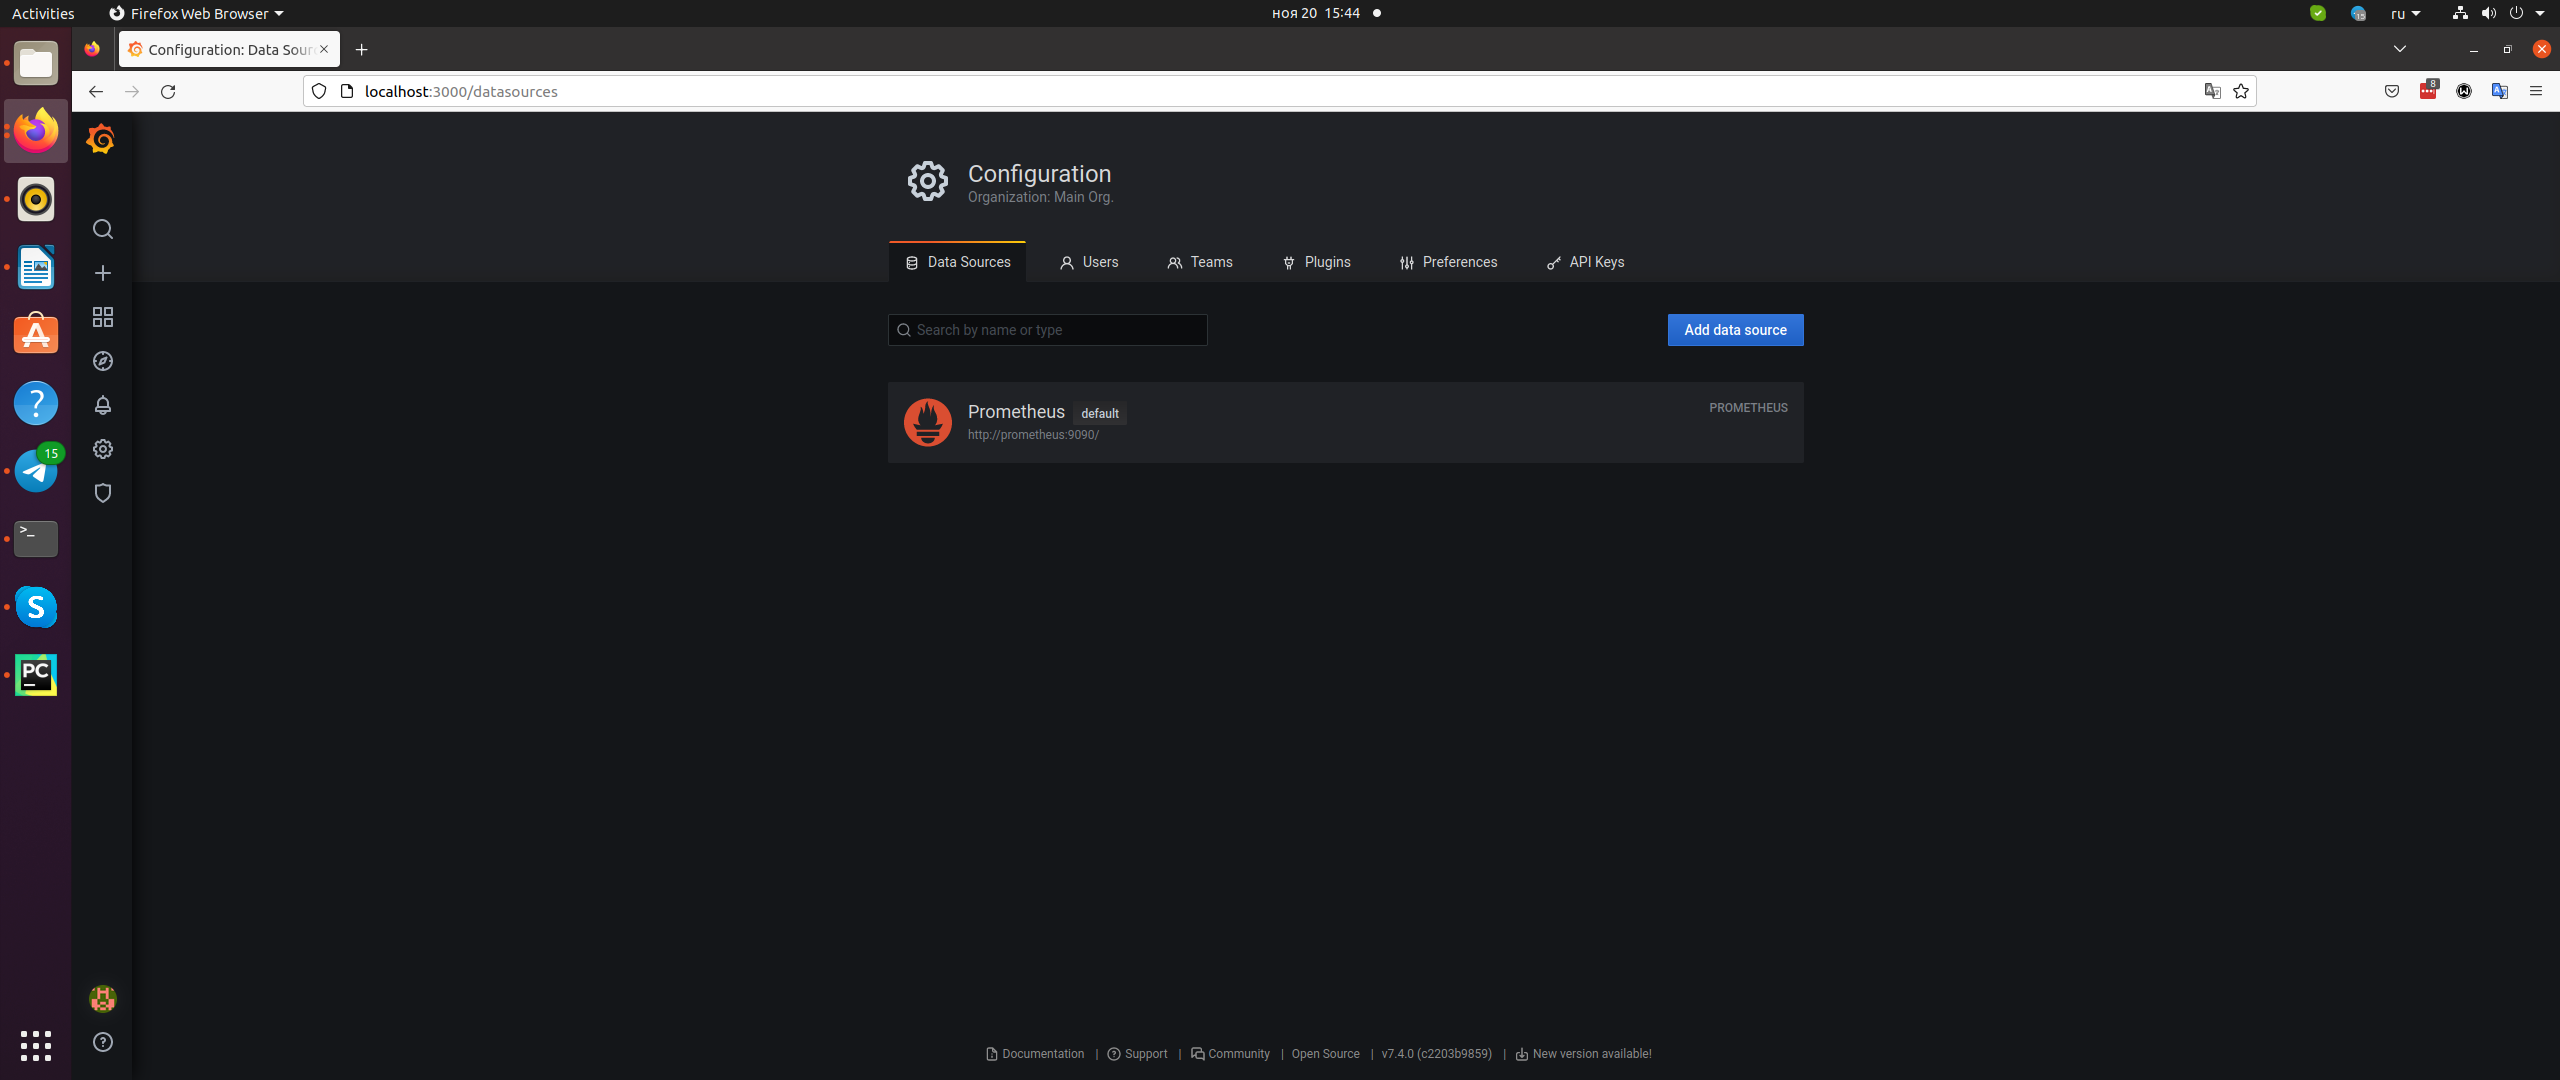 Activities
Firefox Web Browser
ноя 20 15:44
ru
Configuration: Data Sour
localhost:3000/datasources
8
Configuration
Organization: Main Org.
Data Sources
Users
Teams
Plugins
Preferences
API Keys
Search by name or type
Add data source
Prometheus
default
PROMETHEUS
http://prometheus:9090/
15
>_
S
PC
Documentation | Support | Community | Open Source | v7.4.0 (c2203b9859) | New version available!